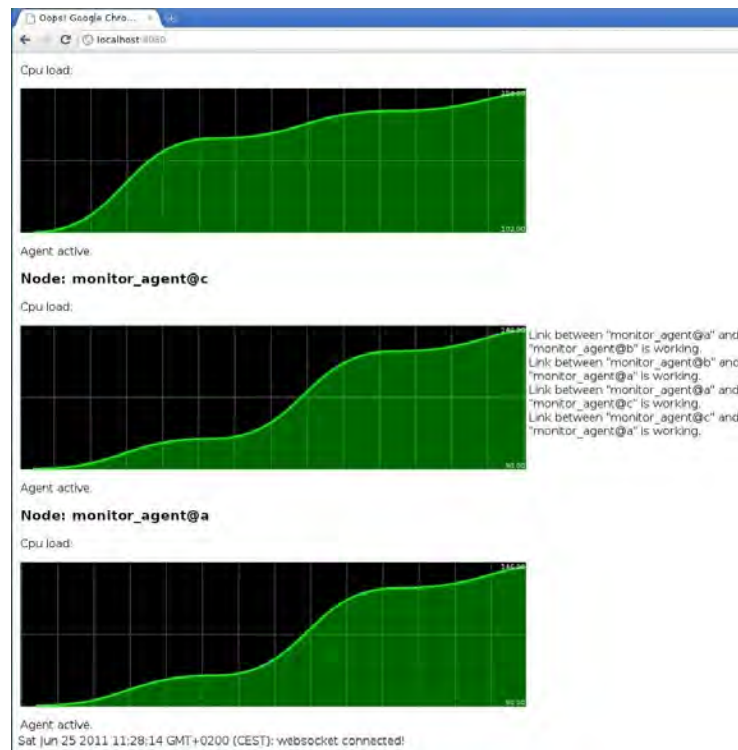 Oops! Google Chro...
localhost:8080
Cpu load:
Agent active.
Node: monitor_agent@c
Cpu load:
Link between "monitor_agent@a" and
"monitor_agent@b" is working.
Link between "monitor_agent@b" and
"monitor_agent@a" is working.
Link between "monitor_agent@a" and
"monitor_agent@c" is working.
Link between "monitor_agent@c" and
"monitor_agent@a" is working.
Agent active.
Node: monitor_agent@a
Cpu load:
Agent active.
Sat Jun 25 2011 11:28:14 GMT+0200 (CEST): websocket connected!